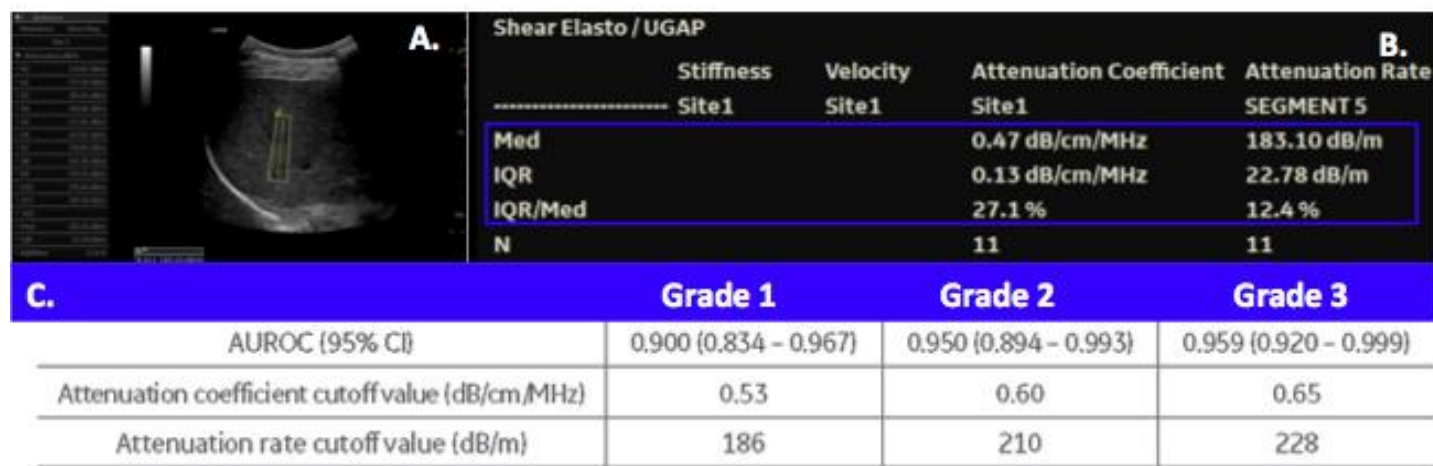 A.
Shear Elasto / UGAP
B.
Stiffness Velocity Attenuation Coefficient Attenuation Rate
---------------------- Site1 Site1 Site1 SEGMENT 5
Med 0.47 dB/cm/MHz 183.10 dB/m
IQR 0.13 dB/cm/MHz 22.78 dB/m
IQR/Med 27.1 % 12.4 %
N 11 11
C. Grade 1 Grade 2 Grade 3
AUROC (95% CI) 0.900 (0.834 – 0.967) 0.950 (0.894 – 0.993) 0.959 (0.920 – 0.999)
Attenuation coefficient cutoff value (dB/cm/MHz) 0.53 0.60 0.65
Attenuation rate cutoff value (dB/m) 186 210 228